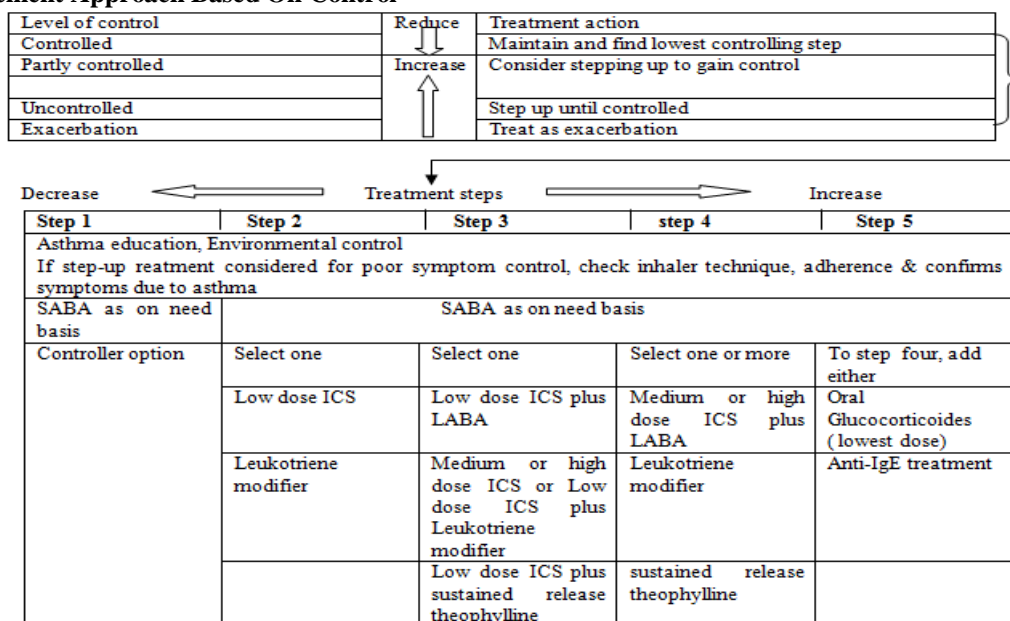 ement Approach Based On Control
Level of control Reduce Treatment action
Controlled Maintain and find lowest controlling step
Partly controlled Increase Consider stepping up to gain control
Uncontrolled Step up until controlled
Exacerbation Treat as exacerbation
Decrease Treatment steps Increase
Step 1 Step 2 Step 3 step 4 Step 5
Asthma education, Environmental control
If step-up reatment considered for poor symptom control, check inhaler technique, adherence & confirms
symptoms due to asthma
SABA as on need
basis
SABA as on need basis
Controller option
Select one
Select one
Select one or more
To step four, add
either
Low dose ICS
Low dose ICS plus
LABA
Medium or high
dose ICS plus
LABA
Oral
Glucocorticoides
( lowest dose)
Leukotriene
modifier
Medium or high
dose ICS or Low
dose ICS plus
Leukotriene
modifier
Leukotriene
modifier
Anti-IgE treatment
Low dose ICS plus
sustained release
theophylline
sustained release
theophylline